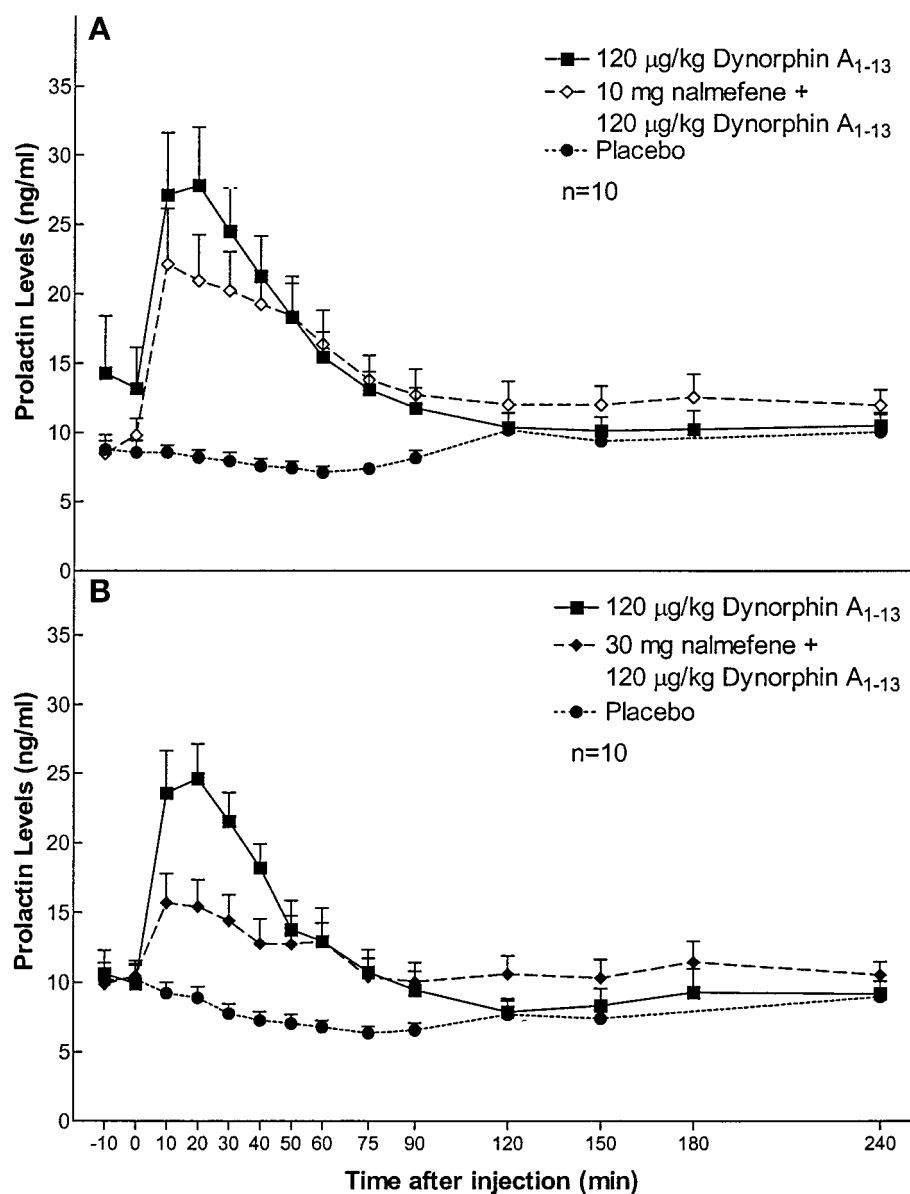 A
120 μg/kg Dynorphin A1-13
10 mg nalmefene +
120 μg/kg Dynorphin A1-13
Placebo
n=10
Prolactin Levels (ng/ml)
35
30
25
20
15
10
5
0
B
120 μg/kg Dynorphin A1-13
30 mg nalmefene +
120 μg/kg Dynorphin A1-13
Placebo
n=10
Prolactin Levels (ng/ml)
35
30
25
20
15
10
5
0
-10 0 10 20 30 40 50 60 75 90 120 150 180 240
Time after injection (min)